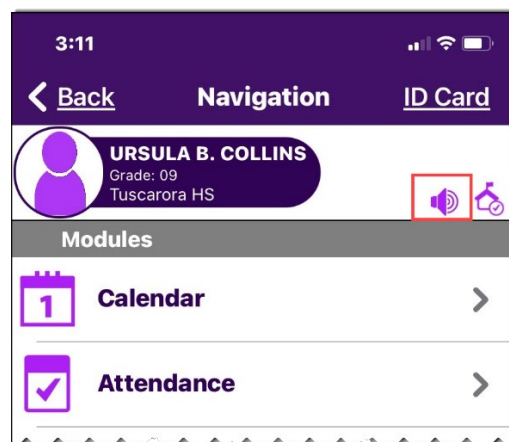 3:11
Back Navigation ID Card
URSULA B. COLLINS
Grade: 09
Tuscarora HS
Modules
1 Calendar
Attendance